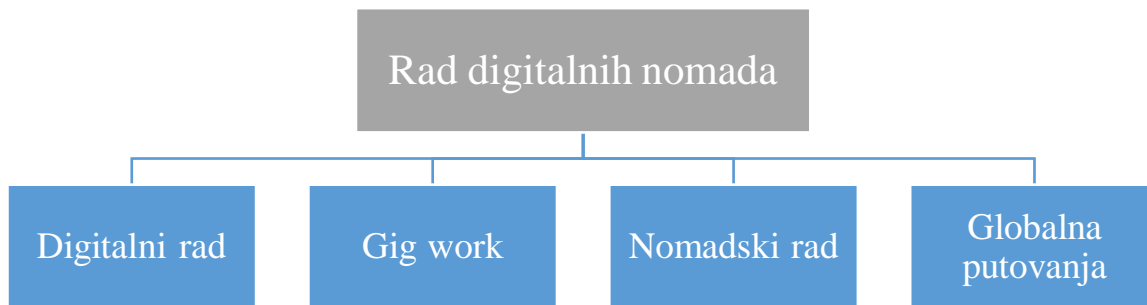 Rad digitalnih nomada
Digitalni rad
Gig work
Nomadski rad
Globalna
putovanja